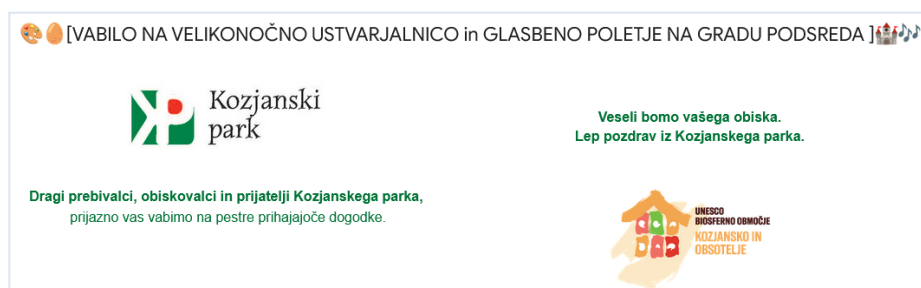 🎨🥚[VABILO NA VELIKONOČNO USTVARJALNICO in GLASBENO POLETJE NA GRADU PODSREDA ]🏰🎶
Kozjanski
park
Dragi prebivalci, obiskovalci in prijatelji Kozjanskega parka,
prijazno vas vabimo na pestre prihajajoče dogodke.
Veseli bomo vašega obiska.
Lep pozdrav iz Kozjanskega parka.
UNESCO
BIOSFERNO OBMOČJE
KOZJANSKO IN
OBSOTELJE